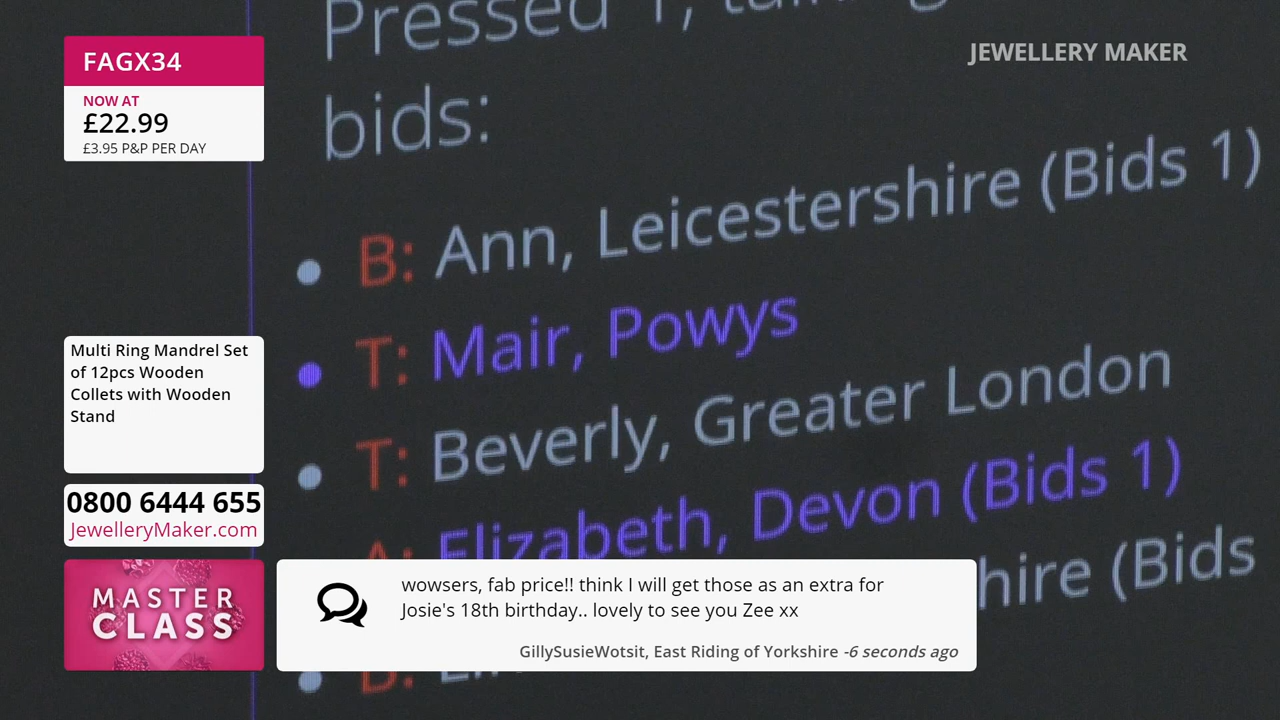 FAGX34
NOW AT
£22.99
£3.95 P&P PER DAY
JEWELLERY MAKER
Pressed 1,
bids:
B: Ann, Leicestershire (Bids 1)
T: Mair, Powys
T: Beverly, Greater London
A: Elizabeth, Devon (Bids 1)
hire (Bids
Multi Ring Mandrel Set
of 12pcs Wooden
Collets with Wooden
Stand
0800 6444 655
JewelleryMaker.com
MASTER
CLASS
wowsers, fab price!! think I will get those as an extra for
Josie's 18th birthday.. lovely to see you Zee xx
GillySusieWotsit, East Riding of Yorkshire -6 seconds ago